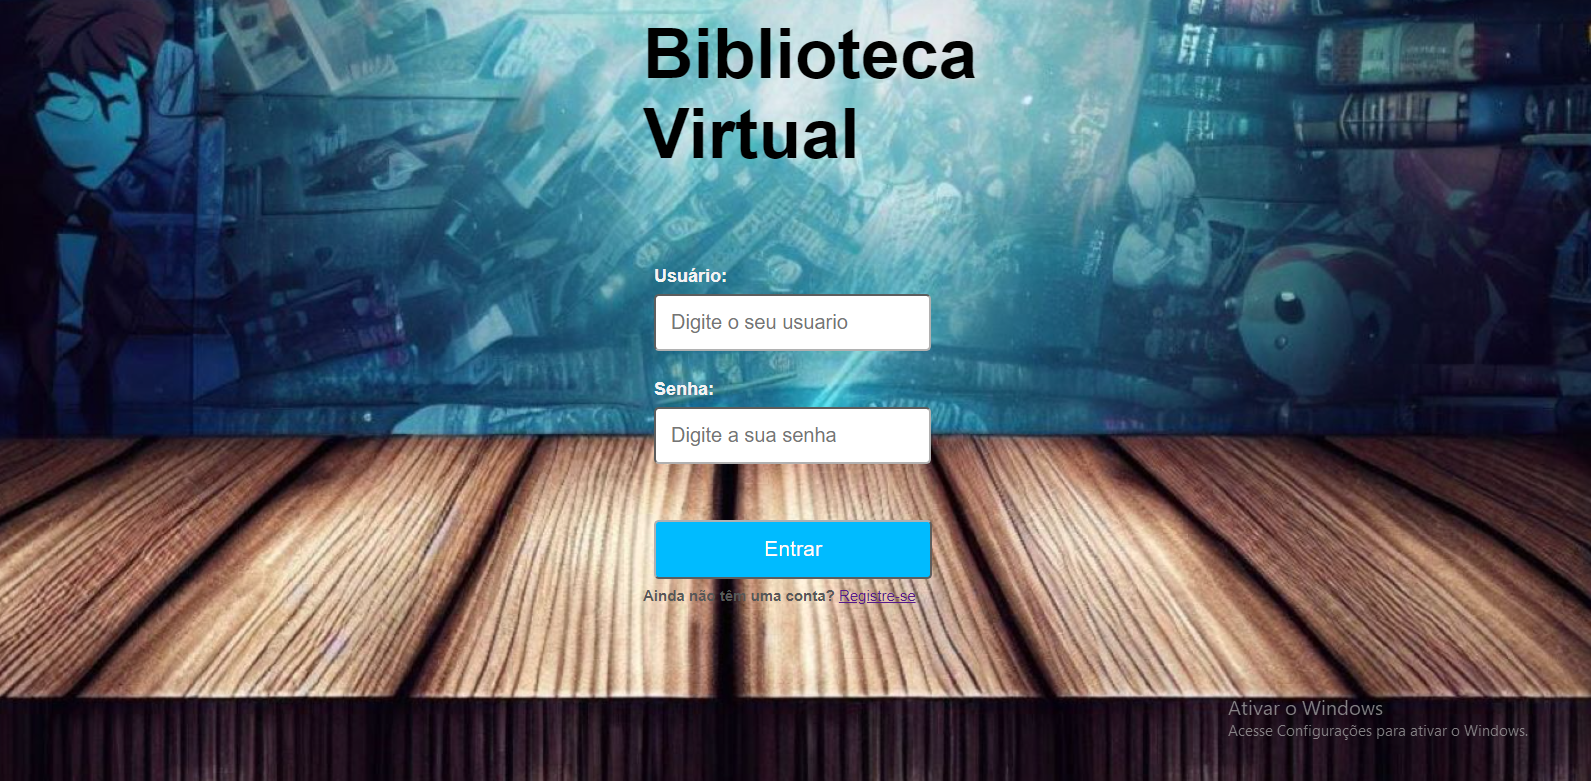 Biblioteca
Virtual
Usuário:
Digite o seu usuario
Senha:
Digite a sua senha
Entrar
Ainda não têm uma conta? Registre-se
Ativar o Windows
Acesse Configurações para ativar o Windows.